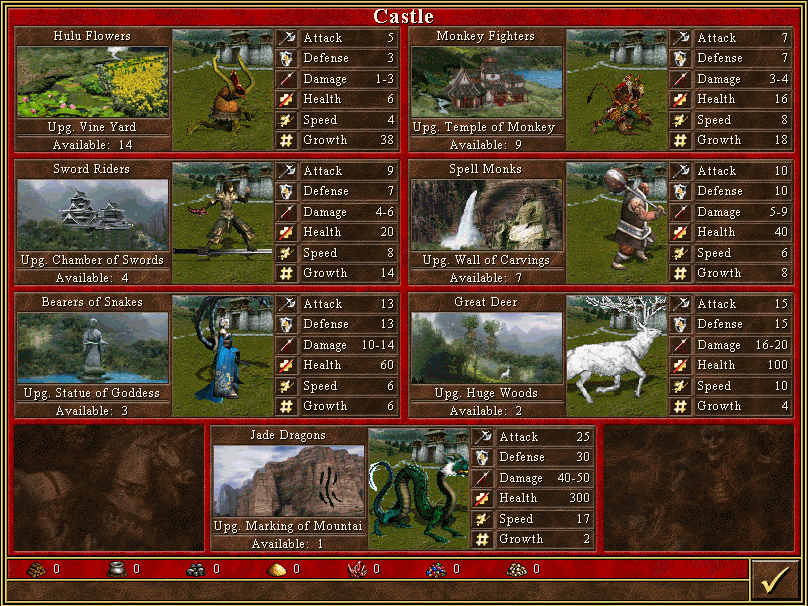 Castle
Hulu Flowers
Upg. Vine Yard
Available: 14
Attack 5
Defense 3
Damage 1-3
Health 6
Speed 4
Growth 38
Monkey Fighters
Upg. Temple of Monkey
Available: 9
Attack 7
Defense 7
Damage 3-4
Health 16
Speed 8
Growth 18
Sword Riders
Upg. Chamber of Swords
Available: 4
Attack 9
Defense 7
Damage 4-6
Health 20
Speed 8
Growth 14
Spell Monks
Upg. Wall of Carvings
Available: 7
Attack 10
Defense 10
Damage 5-9
Health 40
Speed 6
Growth 8
Bearers of Snakes
Upg. Statue of Goddess
Available: 3
Attack 13
Defense 13
Damage 10-14
Health 60
Speed 6
Growth 6
Great Deer
Upg. Huge Woods
Available: 2
Attack 15
Defense 15
Damage 16-20
Health 100
Speed 10
Growth 4
Jade Dragons
Upg. Marking of Mountai
Available: 1
Attack 25
Defense 30
Damage 40-50
Health 300
Speed 17
Growth 2
0 0 0 0 0 0 0